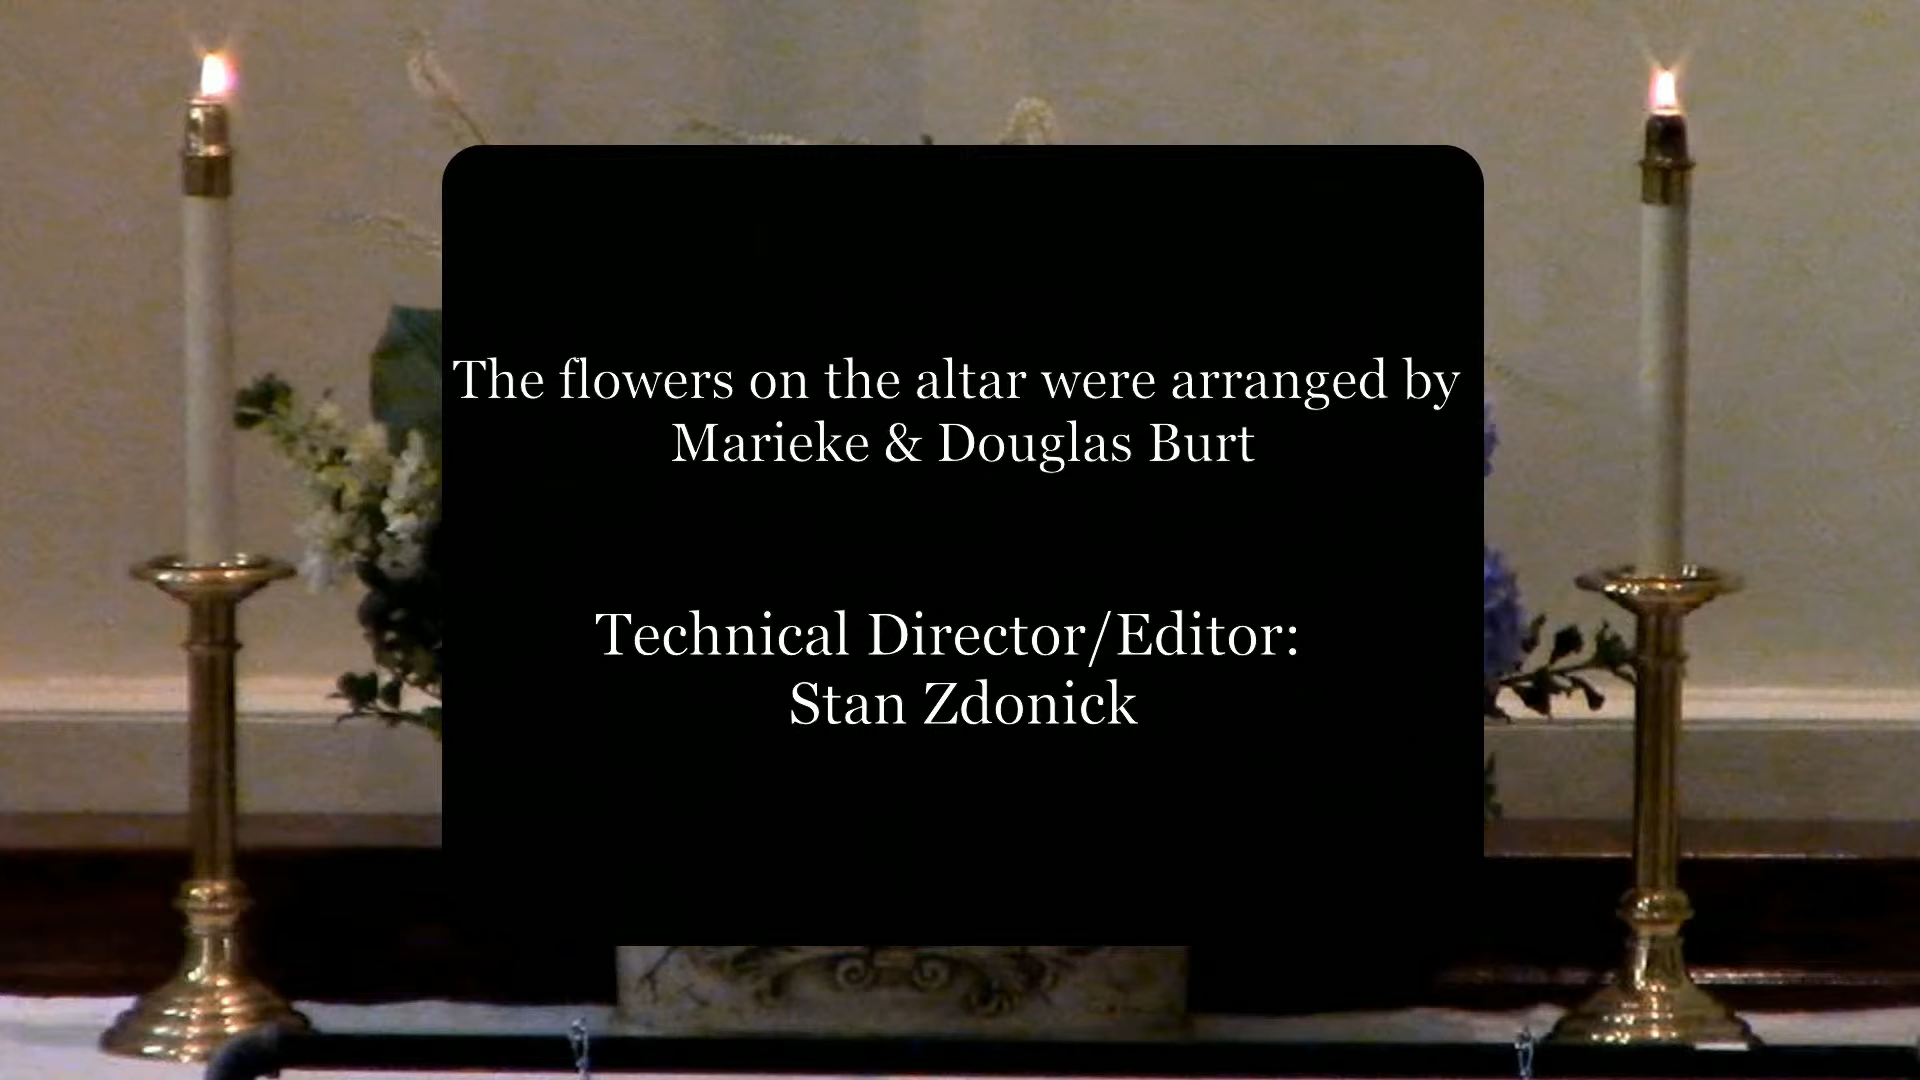 The flowers on the altar were arranged by
Marieke & Douglas Burt
Technical Director/Editor:
Stan Zdonick